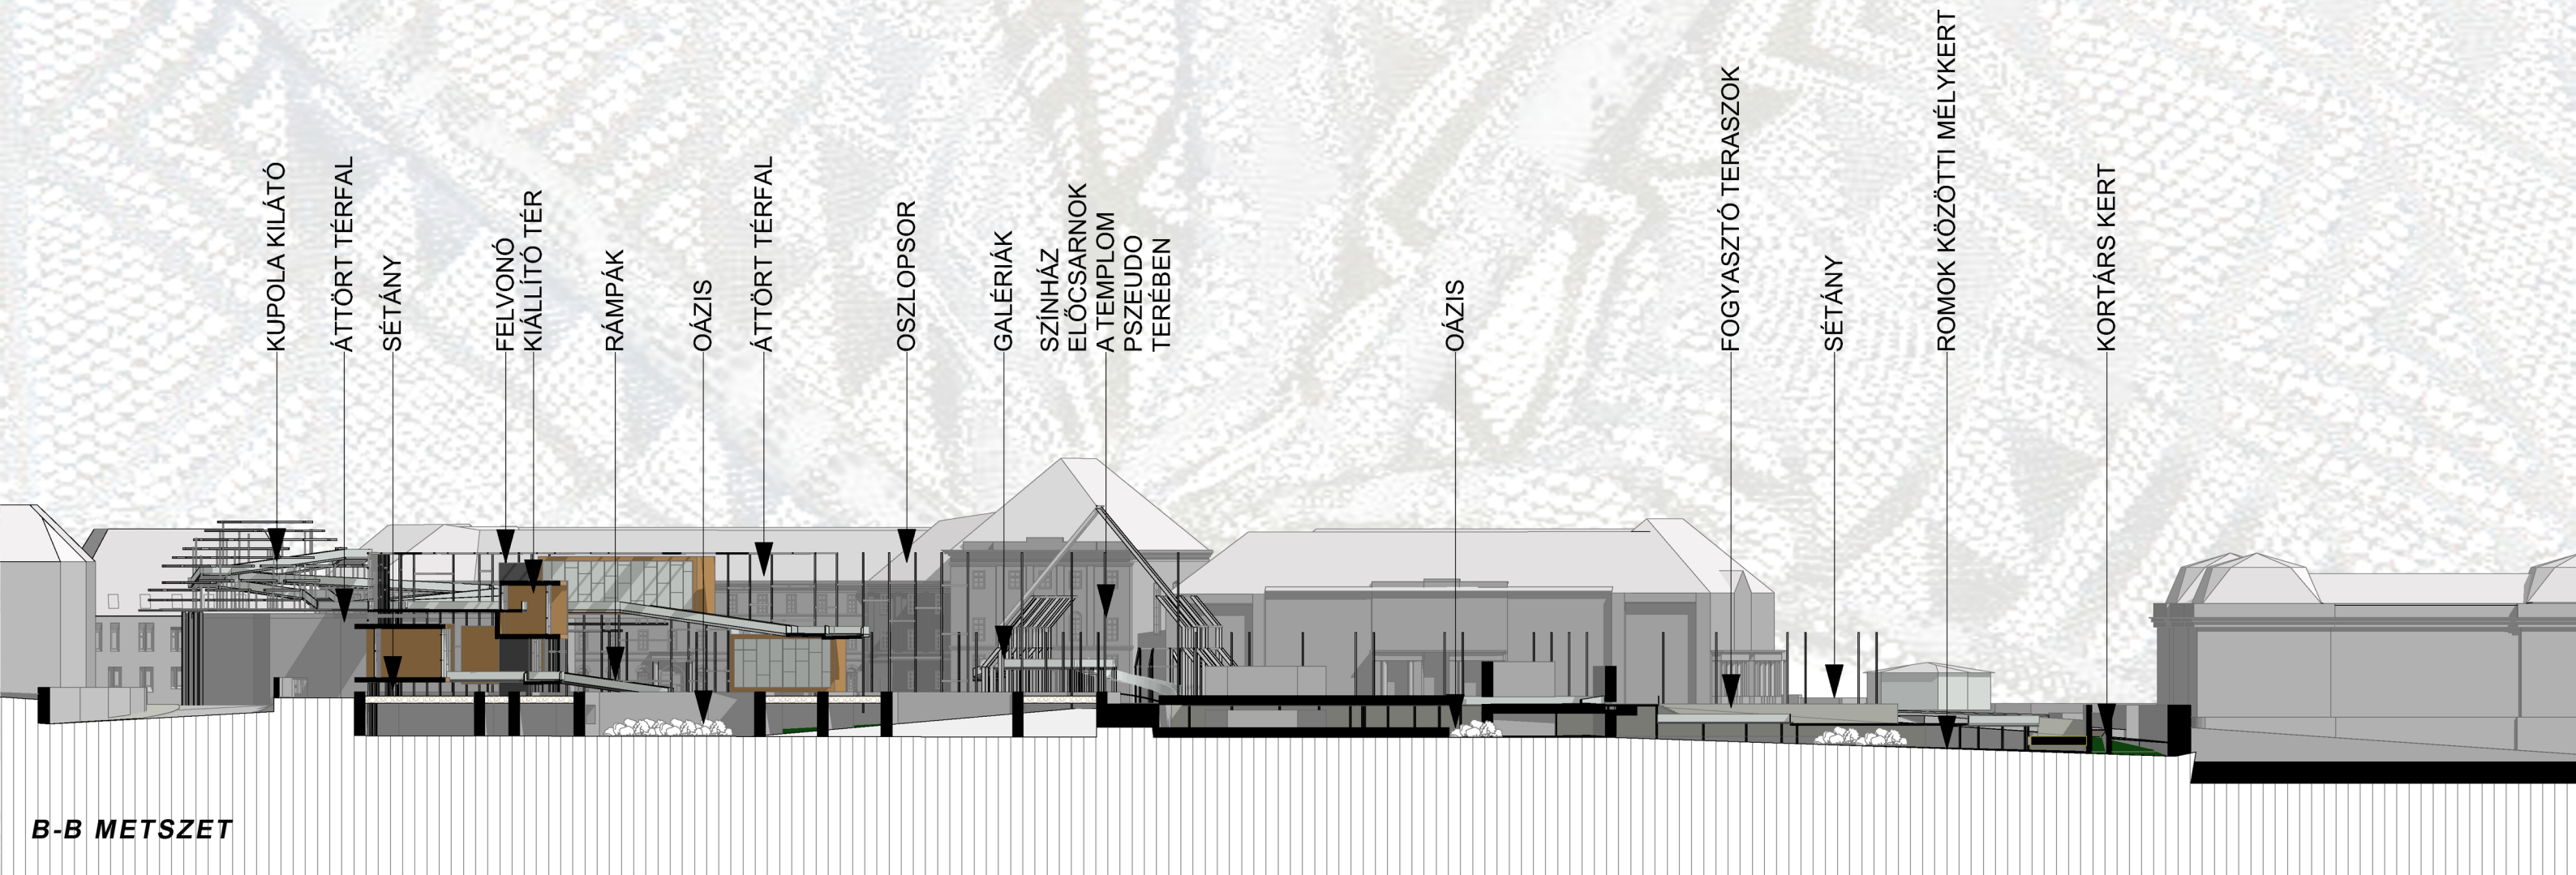 KUPOLA KILÁTÓ
ÁTTÖRT TÉRFAL
SÉTÁNY
FELVONÓ
KIÁLLÍTÓ TÉR
RÁMPÁK
OÁZIS
ÁTTÖRT TÉRFAL
OSZLOPSOR
GALÉRIÁK
SZÍNHÁZ
ELŐCSARNOK
A TEMPLOM
PSZEUDO
TERÉBEN
OÁZIS
FOGYASZTÓ TERASZOK
SÉTÁNY
ROMOK KÖZÖTTI MÉLYKERT
KORTÁRS KERT
B-B METSZET